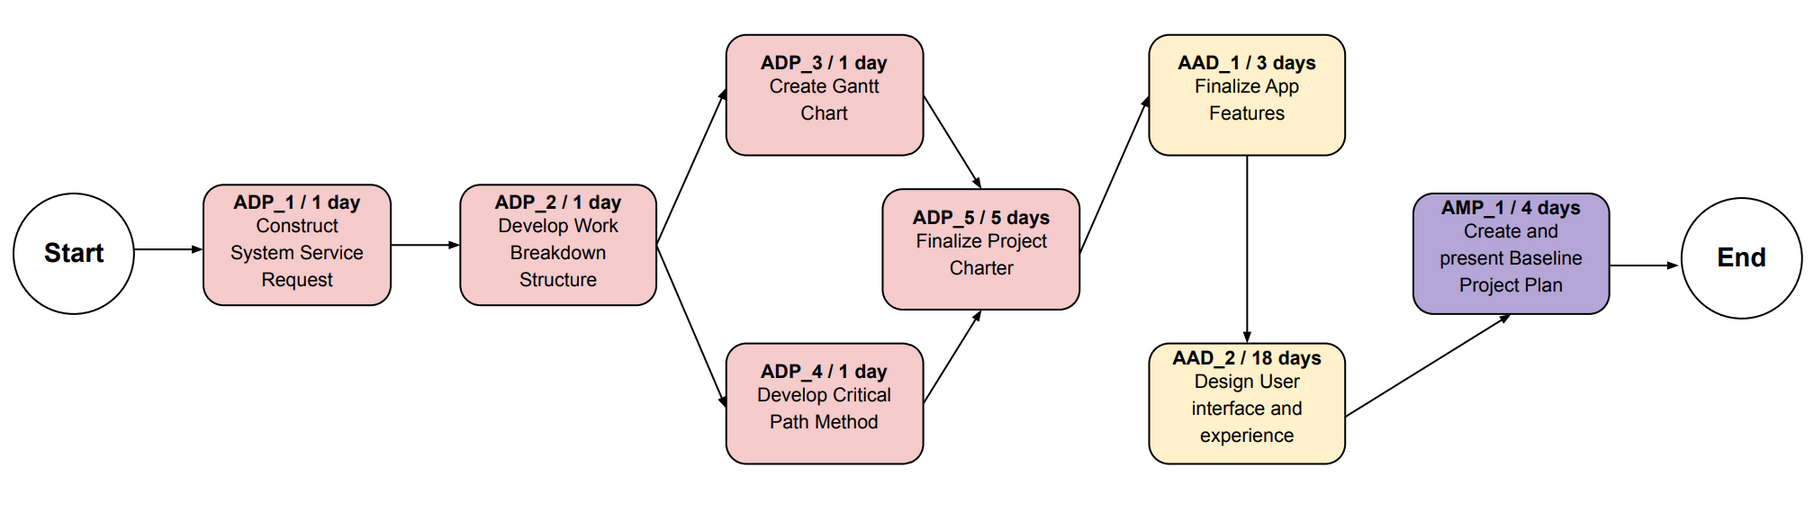 Start
ADP_1 / 1 day
Construct
System Service
Request
ADP_2 / 1 day
Develop Work
Breakdown
Structure
ADP_3 / 1 day
Create Gantt
Chart
ADP_4 / 1 day
Develop Critical
Path Method
ADP_5 / 5 days
Finalize Project
Charter
AAD_1 / 3 days
Finalize App
Features
AAD_2 / 18 days
Design User
interface and
experience
AMP_1 / 4 days
Create and
present Baseline
Project Plan
End